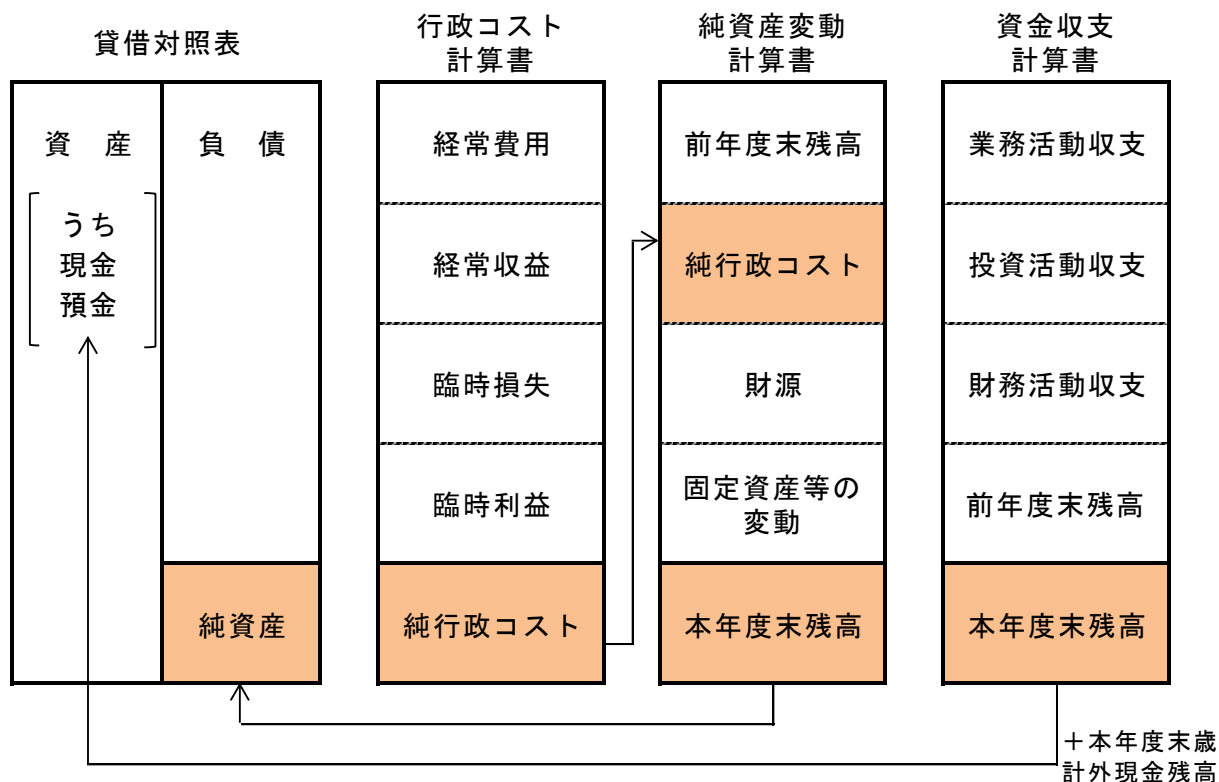 貸借対照表
資　産
うち
現金
預金
負　債
純資産
行政コスト
計算書
経常費用
経常収益
臨時損失
臨時利益
純行政コスト
純資産変動
計算書
前年度末残高
純行政コスト
財源
固定資産等の
変動
本年度末残高
資金収支
計算書
業務活動収支
投資活動収支
財務活動収支
前年度末残高
本年度末残高
＋本年度末歳
計外現金残高